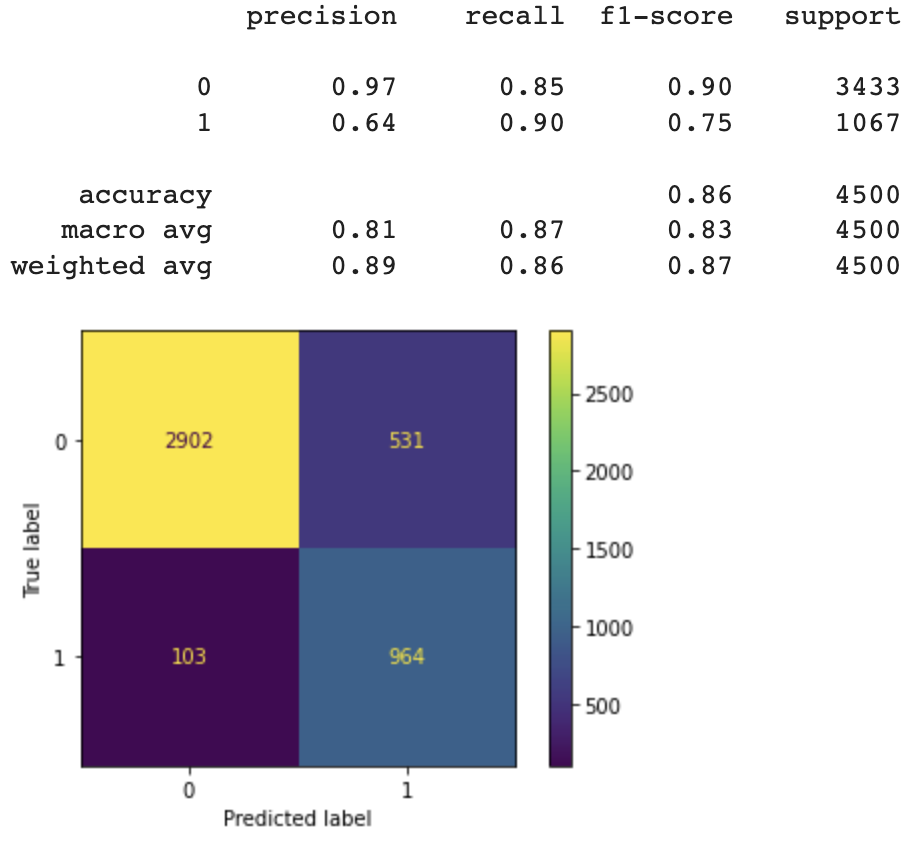 precision recall f1-score support
0 0.97 0.85 0.90 3433
1 0.64 0.90 0.75 1067
accuracy 0.86 4500
macro avg 0.81 0.87 0.83 4500
weighted avg 0.89 0.86 0.87 4500
2500
2000
1500
1000
500
True label
0
2902 531
1
103 964
0 1
Predicted label